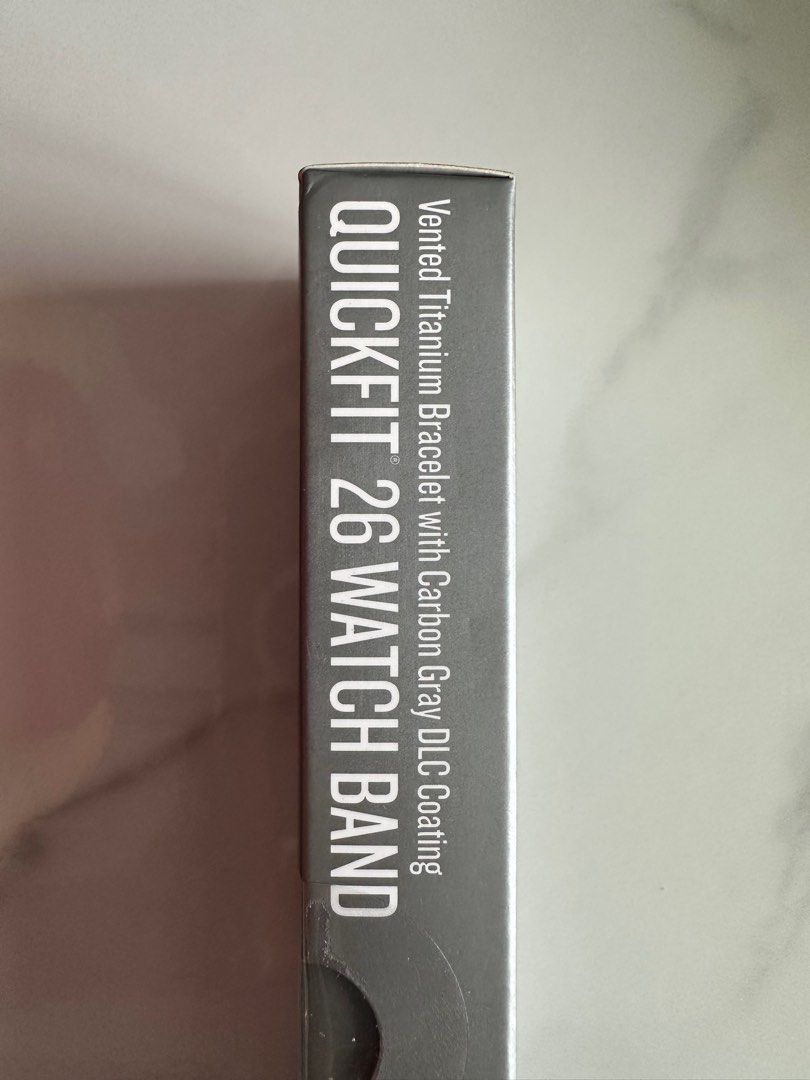 Vented Titanium Bracelet with Carbon Gray DLC Coating
QUICKFIT® 26 WATCH BAND